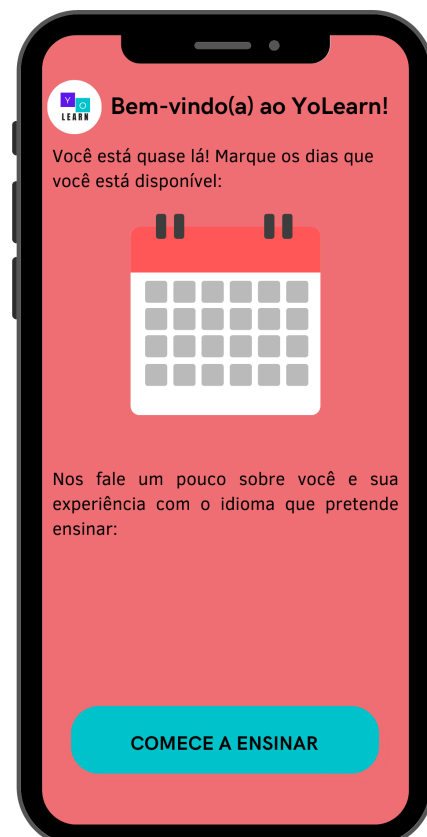 Y O
LEARN
Bem-vindo(a) ao YoLearn!
Você está quase lá! Marque os dias que
você está disponível:
Nos fale um pouco sobre você e sua
experiência com o idioma que pretende
ensinar:
COMECE A ENSINAR